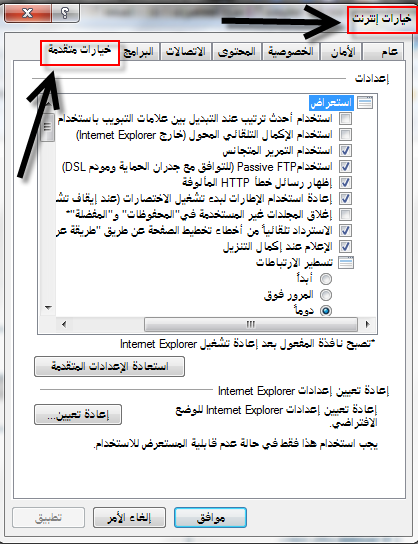 خيارات إنترنت
عام
الأمان
الخصوصية
المحتوى
الاتصالات
البرامج
خيارات متقدمة
إعدادات
استعراض
استخدام أحدث ترتيب عند التبديل بين علامات التبويب باستخدام
استخدام الإكمال التلقائي المحول (خارج Internet Explorer)
استخدام التمرير المتجانس
استخدام Passive FTP (للتوافق مع جدران الحماية ومودم DSL)
إظهار رسائل خطأ HTTP المألوفة
إعادة استخدام الإطارات لبدء تشغيل الاختصارات (عند إيقاف تش
إغلاق المجلدات غير المستخدمة في "المحفوظات" و"المفضلة"*
الاسترداد تلقائياً من أخطاء تخطيط الصفحة عن طريق "طريقة عر
الإعلام عند إكمال التنزيل
تسطير الارتباطات
أبداً
المرور فوق
دوماً
*تصبح نافذة المفعول بعد إعادة تشغيل Internet Explorer
استعادة الإعدادات المتقدمة
إعادة تعيين إعدادات Internet Explorer
إعادة تعيين إعدادات Internet Explorer للوضع
الافتراضي.
إعادة تعيين...
يجب استخدام هذا فقط في حالة عدم قابلية المستعرض للاستخدام.
موافق
إلغاء الأمر
تطبيق